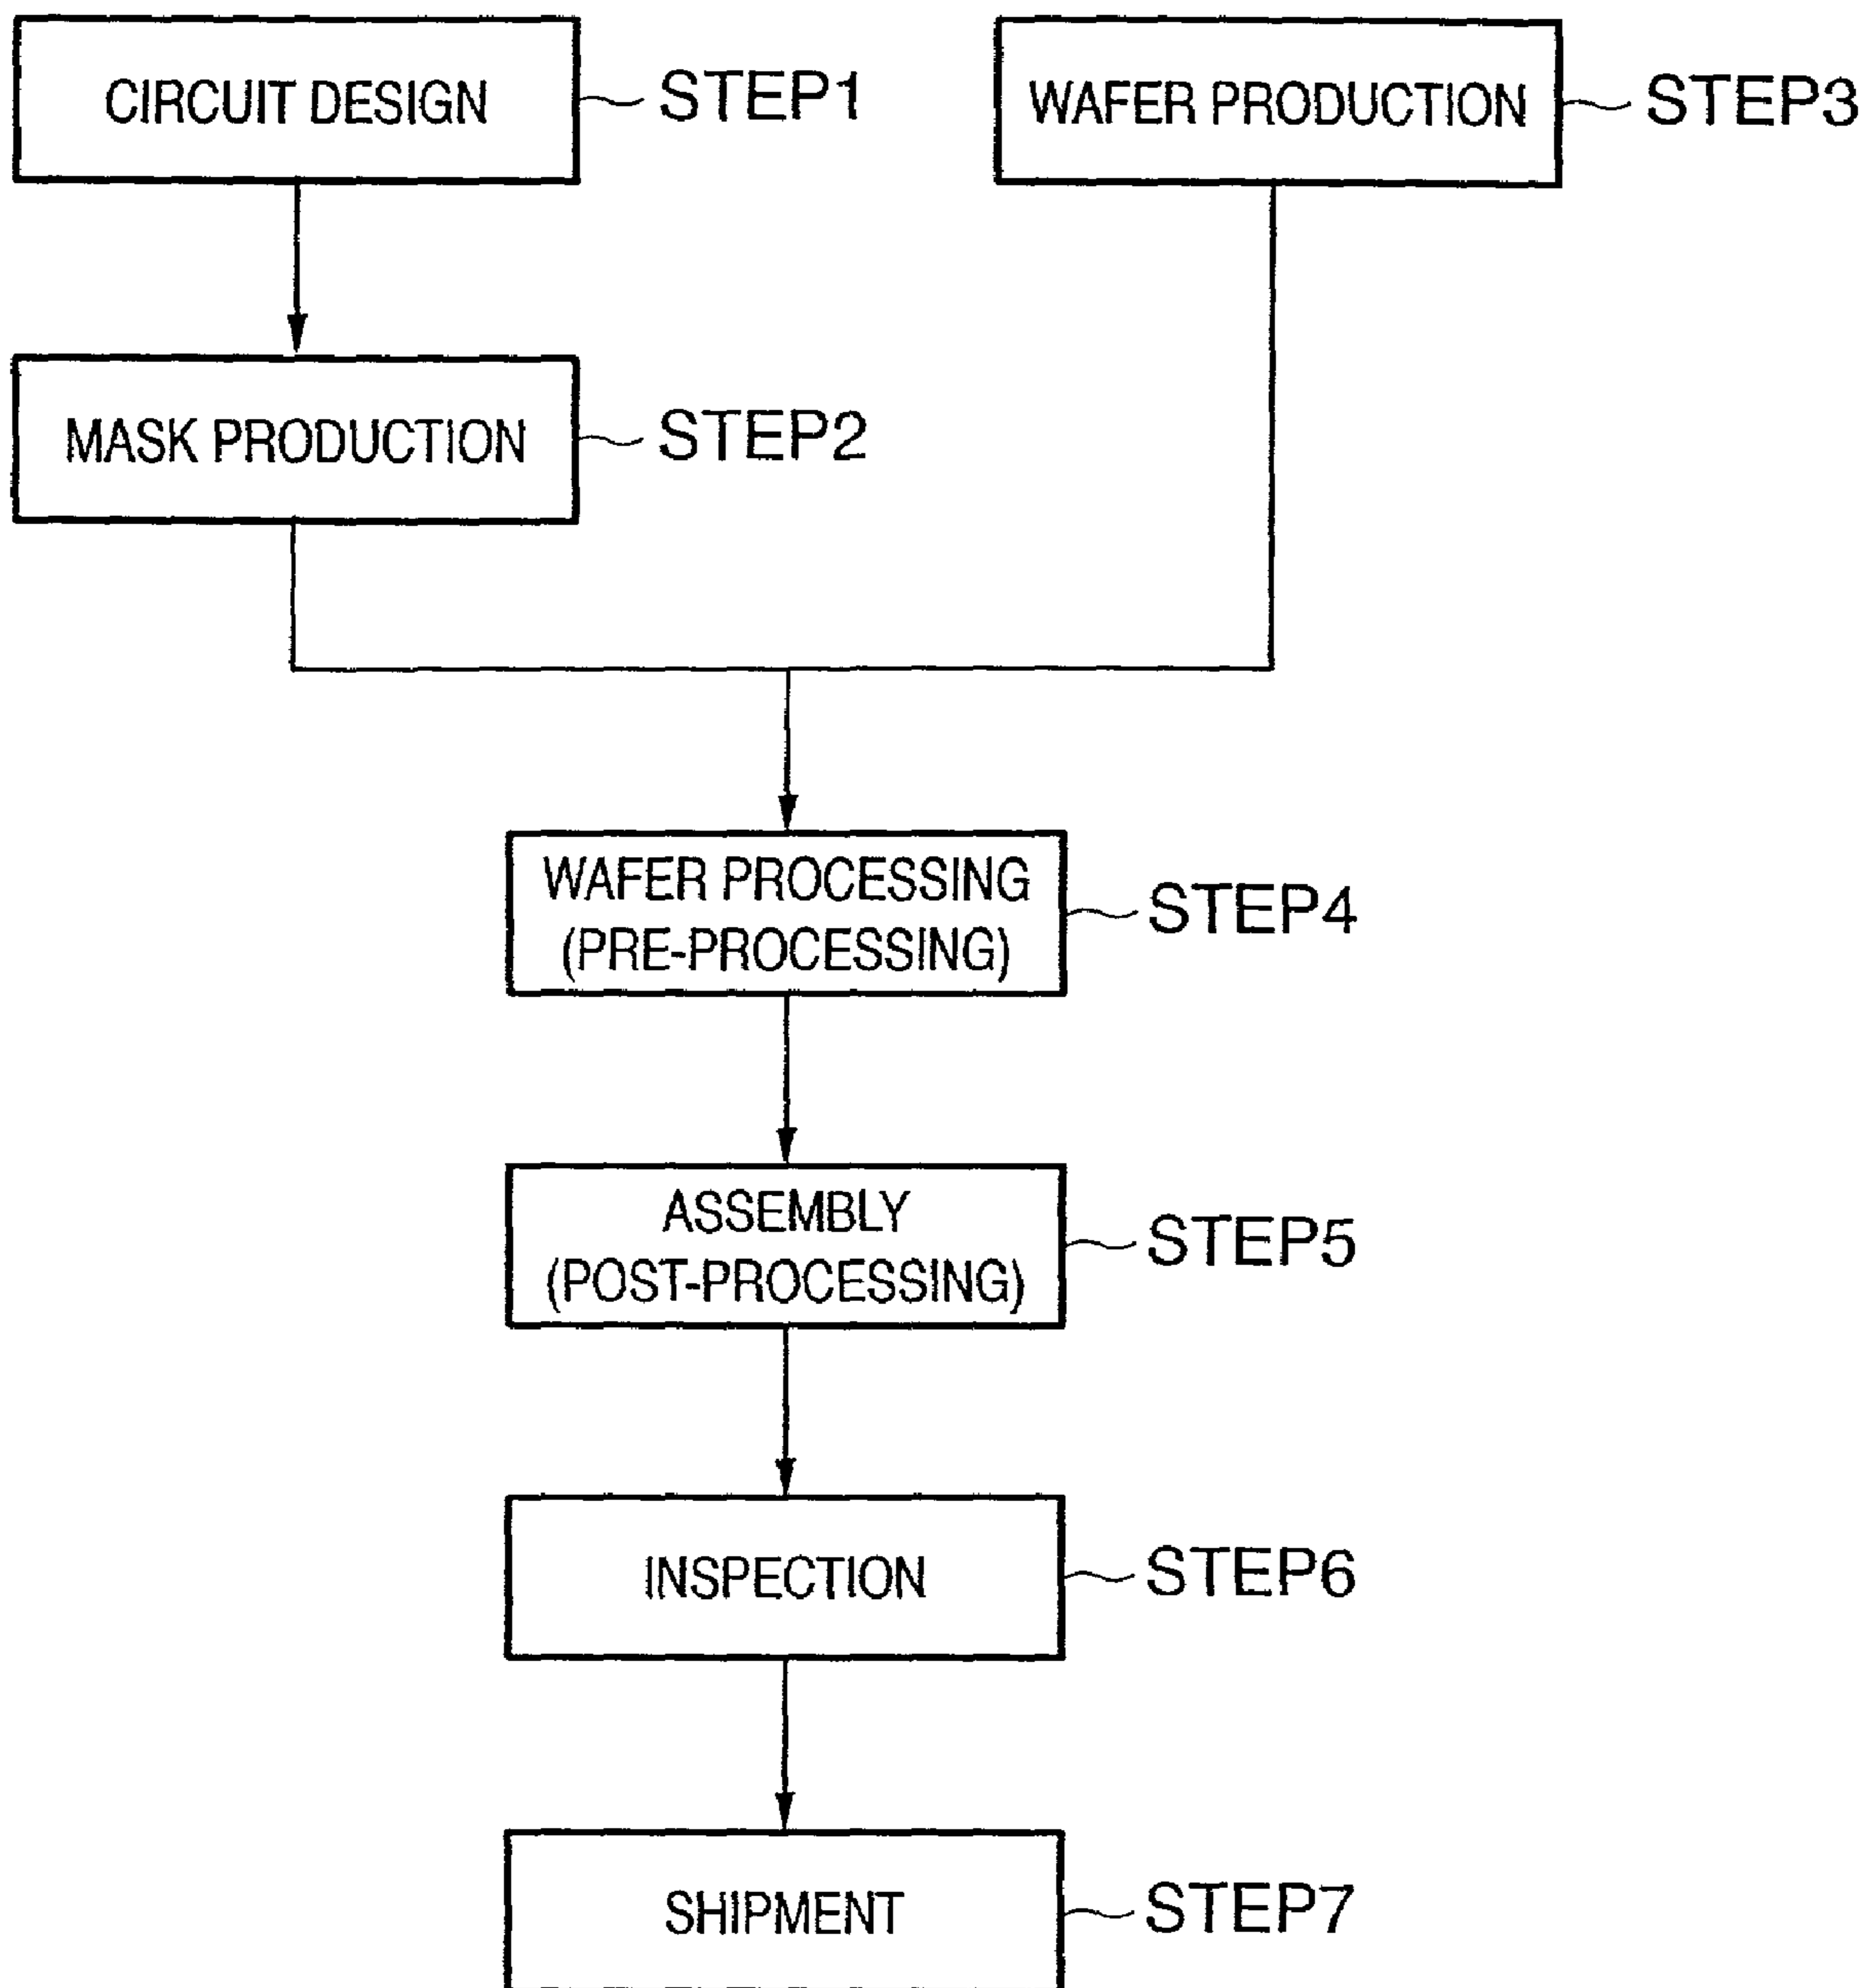 CIRCUIT DESIGN
STEP1
WAFER PRODUCTION
STEP3
MASK PRODUCTION
STEP2
WAFER PROCESSING
(PRE-PROCESSING)
STEP4
ASSEMBLY
(POST-PROCESSING)
STEP5
INSPECTION
STEP6
SHIPMENT
STEP7